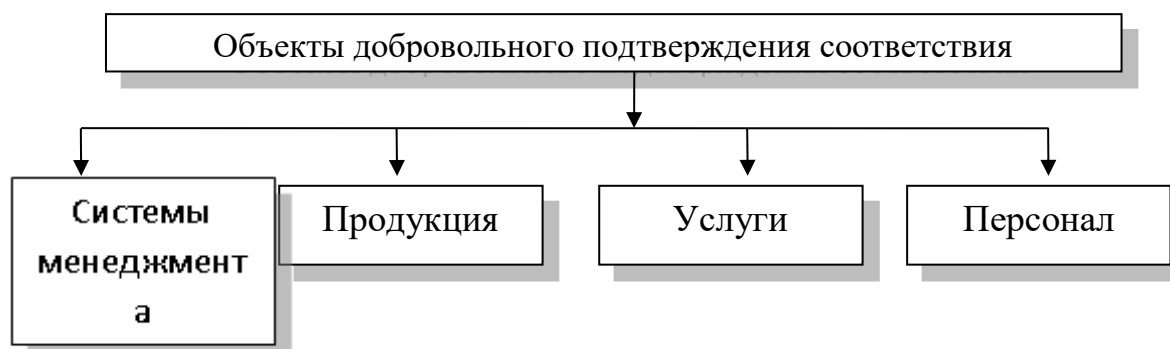 Объекты добровольного подтверждения соответствия
Системы
менеджмент
а
Продукция
Услуги
Персонал